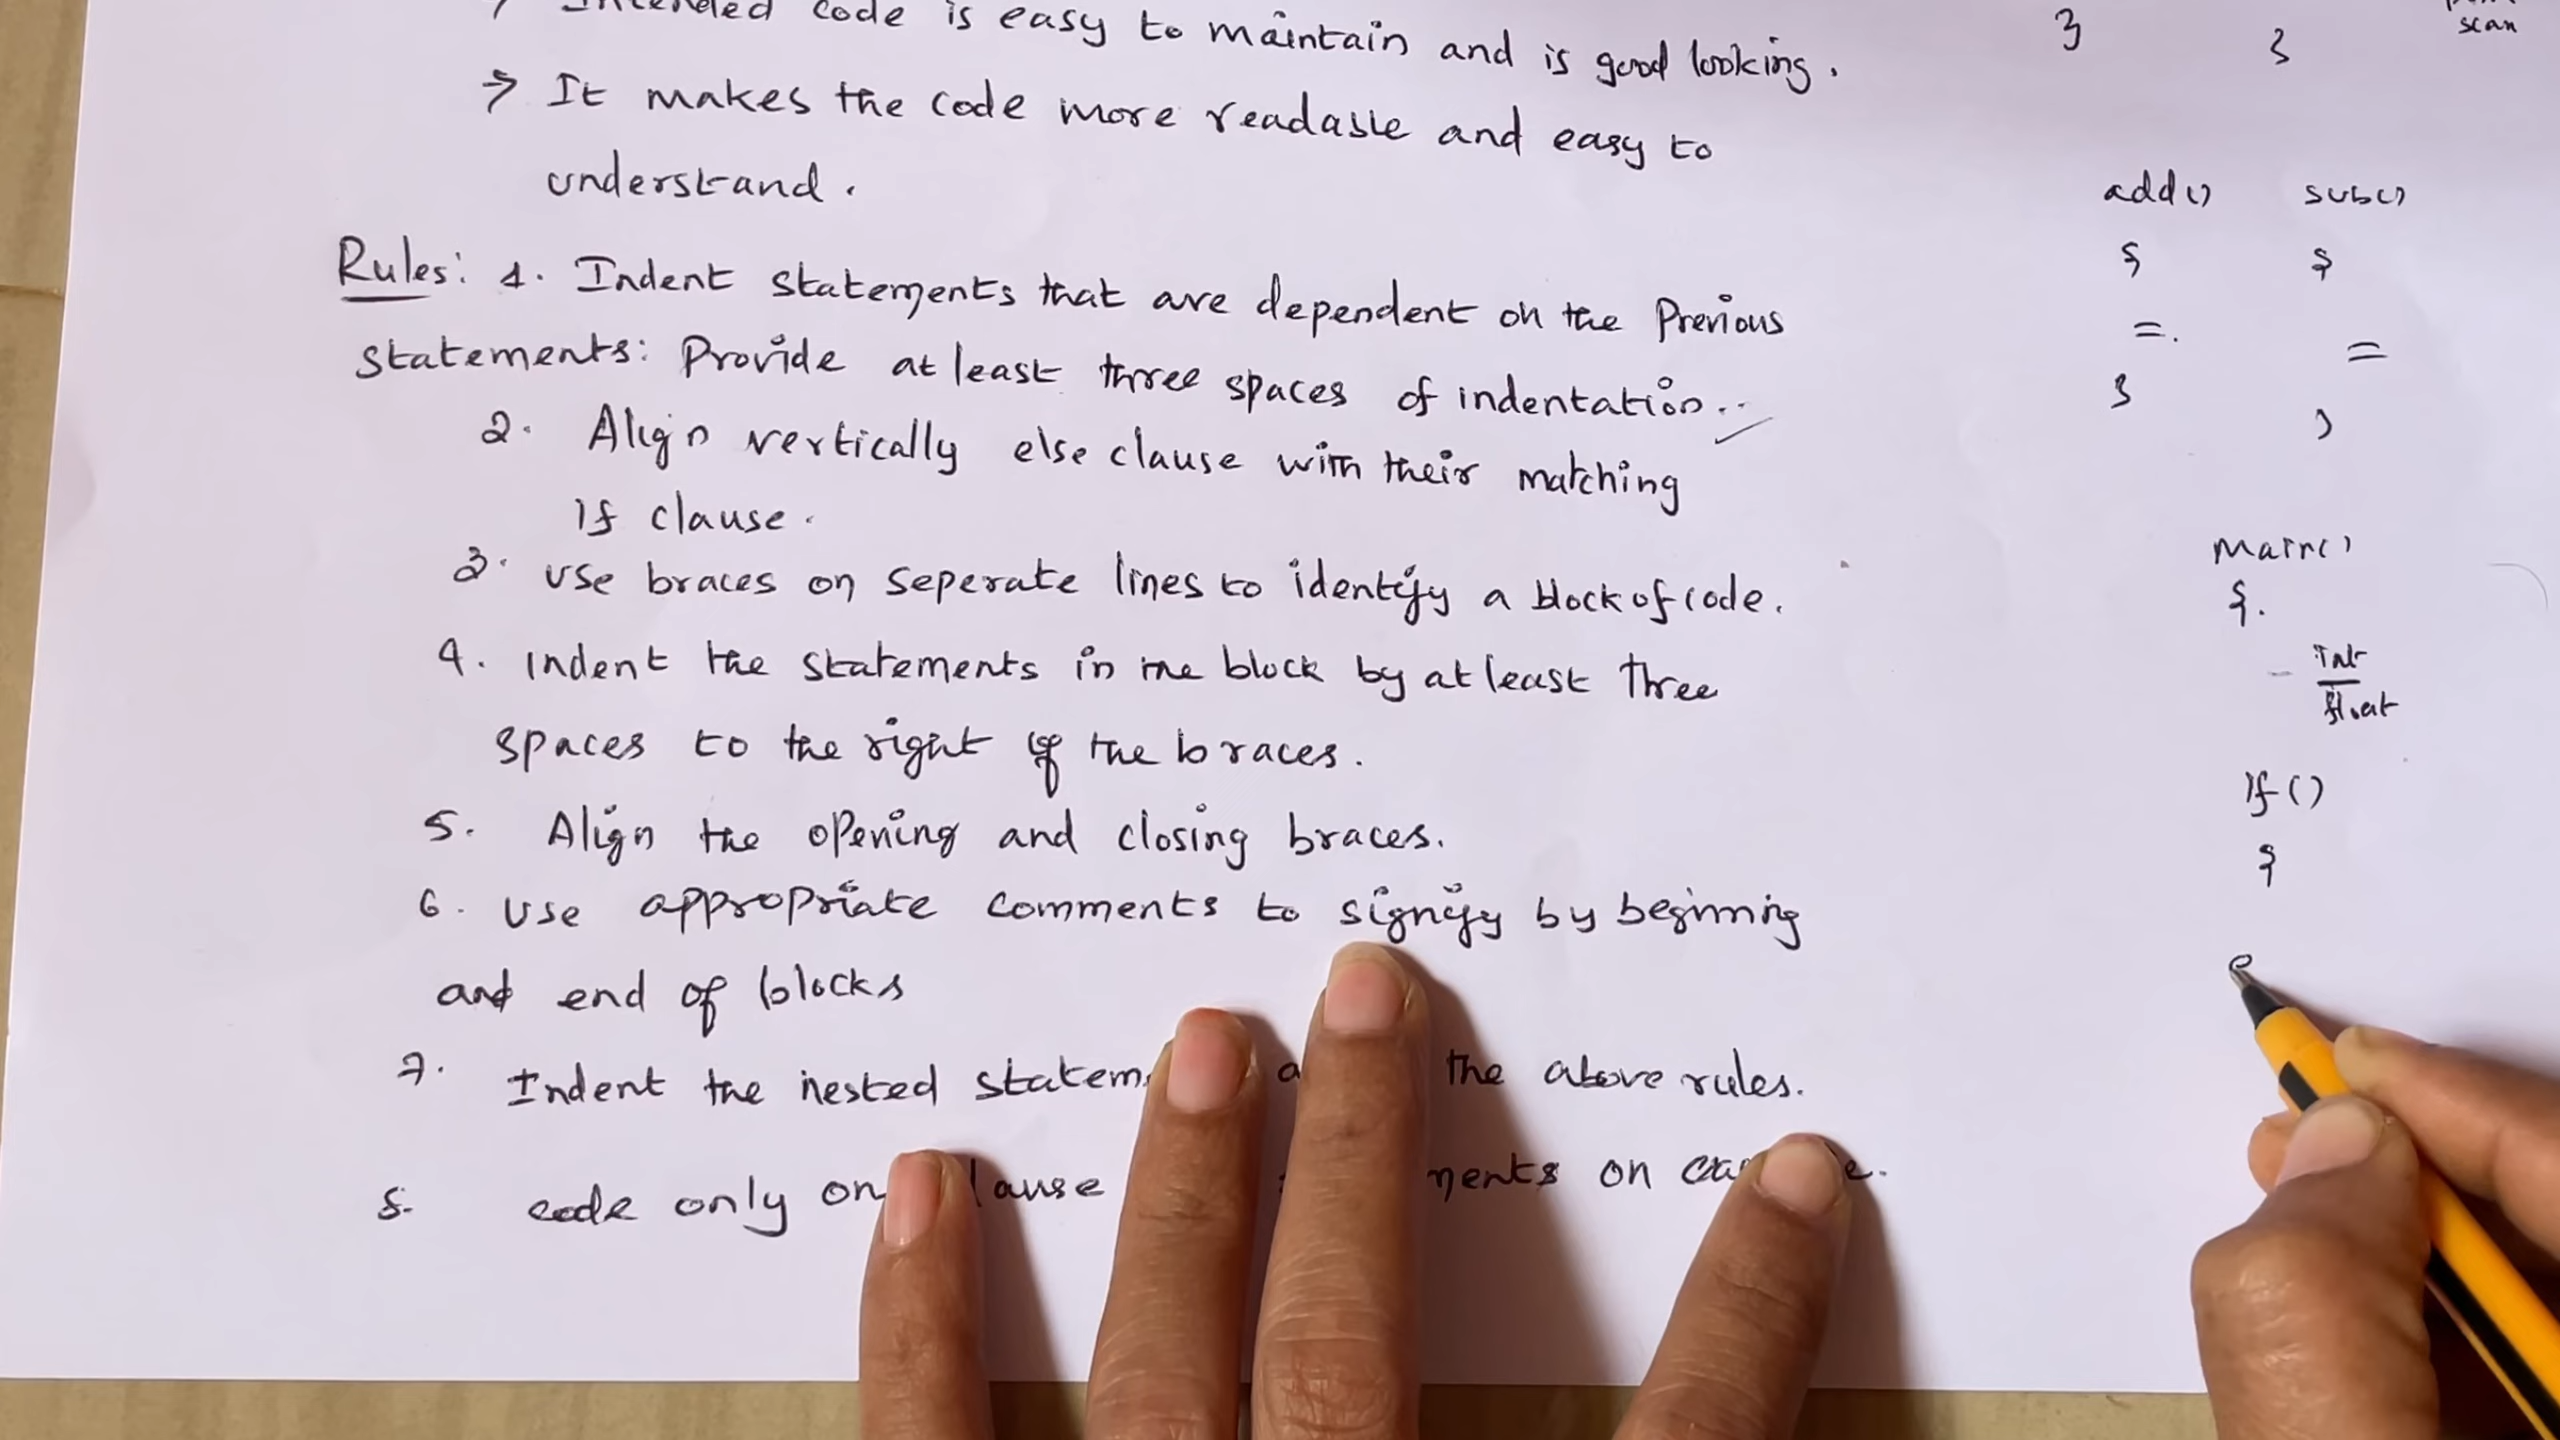 code is easy to maintain and is good looking.
→ It makes the code more readable and easy to
understand.
Rules: 1. Indent statements that are dependent on the Previous
statements: Provide at least three spaces of indentation..
2. Align vertically else clause with their matching
if clause.
3. use braces on seperate lines to identify a block of code.
4. Indent the statements in the block by at least three
spaces to the right of the braces.
5. Align the opening and closing braces.
6. Use appropriate comments to signify by beginning
and end of blocks
7. Indent the nested the above rules.
8. code only on
}
}
scan
add() sub()
{ {
=. =
} }
main()
{.
- Int
float
if()
{
e